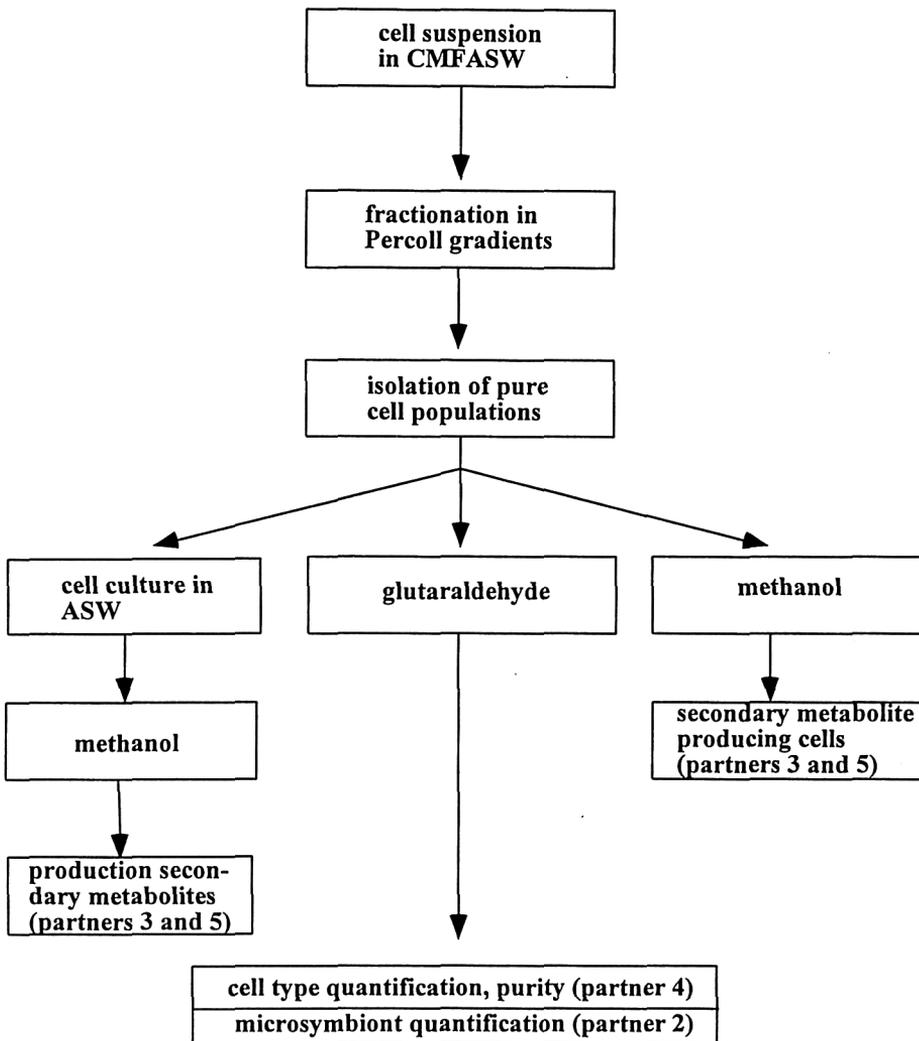 cell suspension
in CMFASW
fractionation in
Percoll gradients
isolation of pure
cell populations
cell culture in
ASW
glutaraldehyde
methanol
methanol
secondary metabolite
producing cells
(partners 3 and 5)
production secon-
dary metabolites
(partners 3 and 5)
cell type quantification, purity (partner 4)
microsymbiont quantification (partner 2)